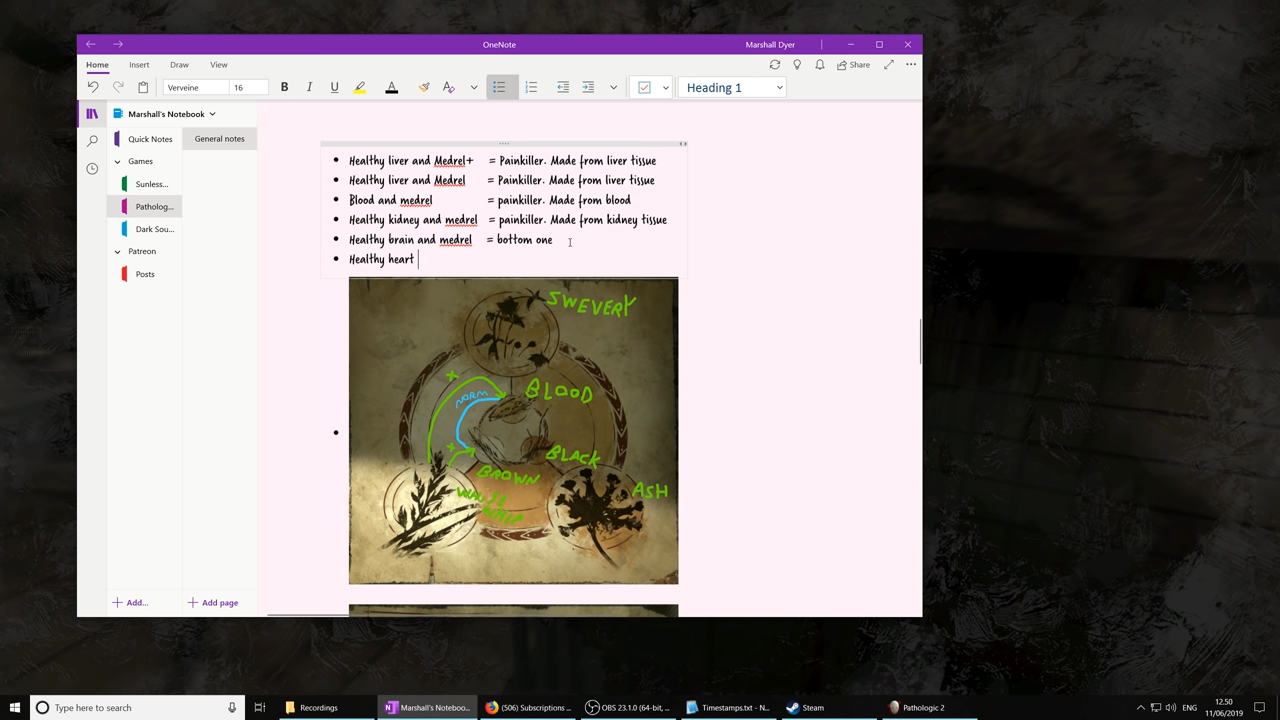 OneNote
Marshall Dyer
Home Insert Draw View
Share
Verveine 16
B I U A Heading 1
Marshall's Notebook
Quick Notes
General notes
Games
Sunless...
Patholog...
Dark Sou...
Patreon
Posts
Healthy liver and Medrel+ = Painkiller. Made from liver tissue
Healthy liver and Medrel = Painkiller. Made from liver tissue
Blood and medrel = painkiller. Made from blood
Healthy kidney and medrel = painkiller. Made from kidney tissue
Healthy brain and medrel = bottom one
Healthy heart
SWEVERY
+
NORM
BLOOD
+
BLACK
BROWN
ASH
WHIP
Add...
Add page
Type here to search
Recordings
Marshall's Notebo...
(506) Subscriptions ...
OBS 23.1.0 (64-bit, ...
Timestamps.txt - N...
Steam
Pathologic 2
ENG
12.50
11/06/2019